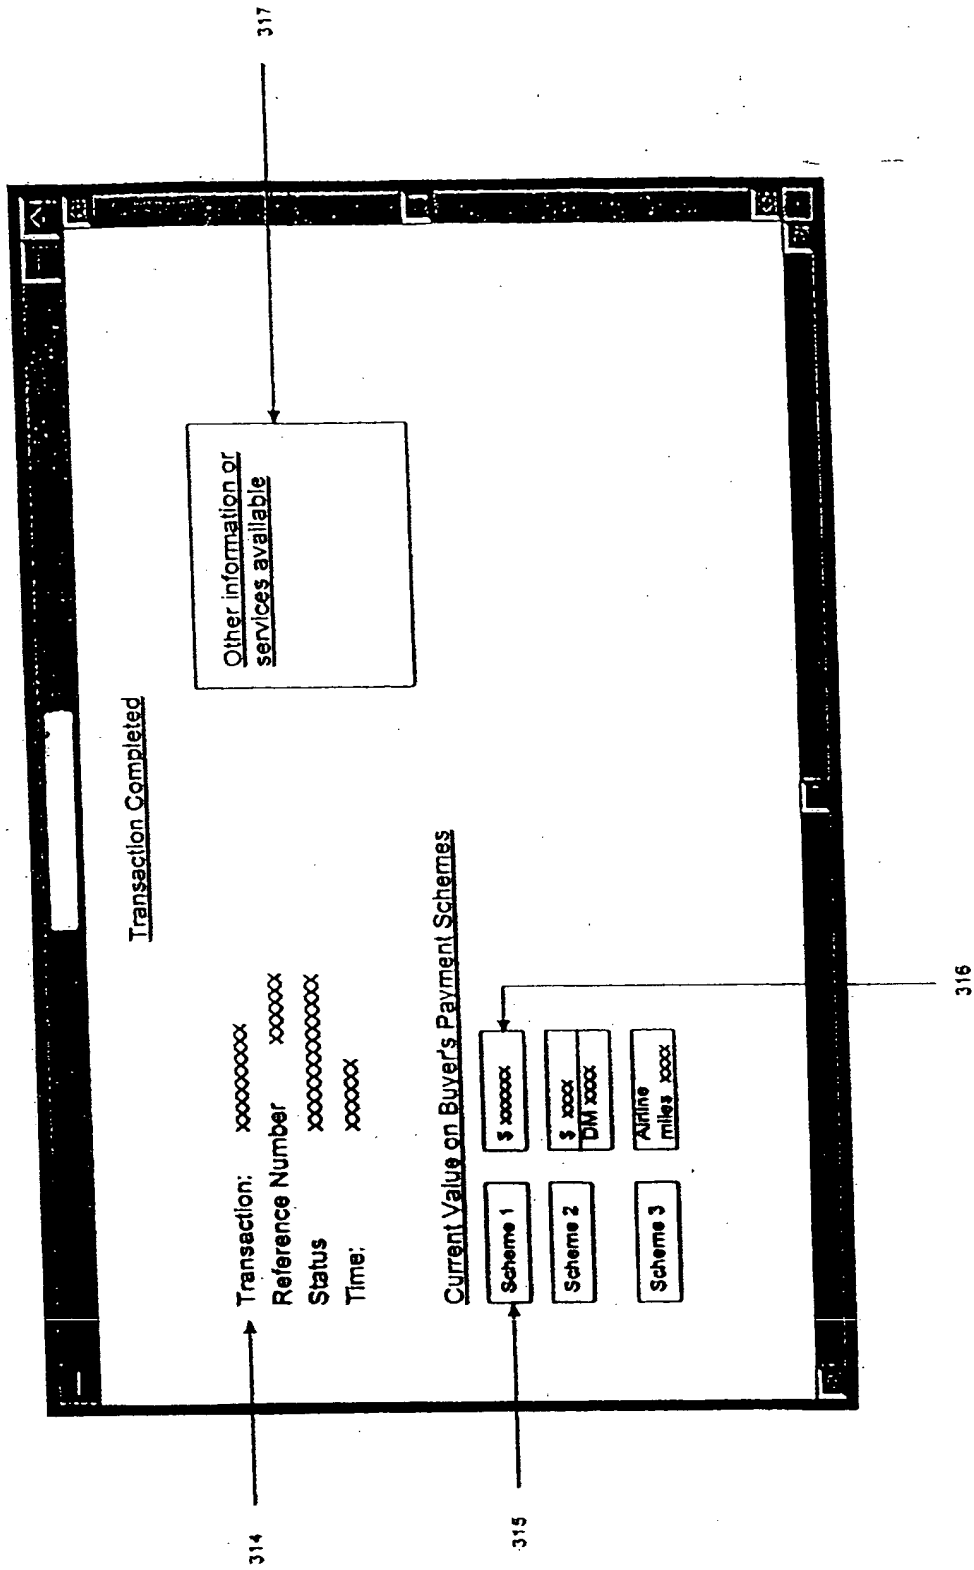 317
Transaction Completed
Transaction: xxxxxxxxx
Reference Number xxxxxx
Status xxxxxxxxxxxx
Time: xxxxxx
Other information or
services available
314
Current Value on Buyer's Payment Schemes
Scheme 1 $ xxxxxx
Scheme 2 $ xxxx
DM xxxx
Scheme 3 Airline
miles xxxx
315
316